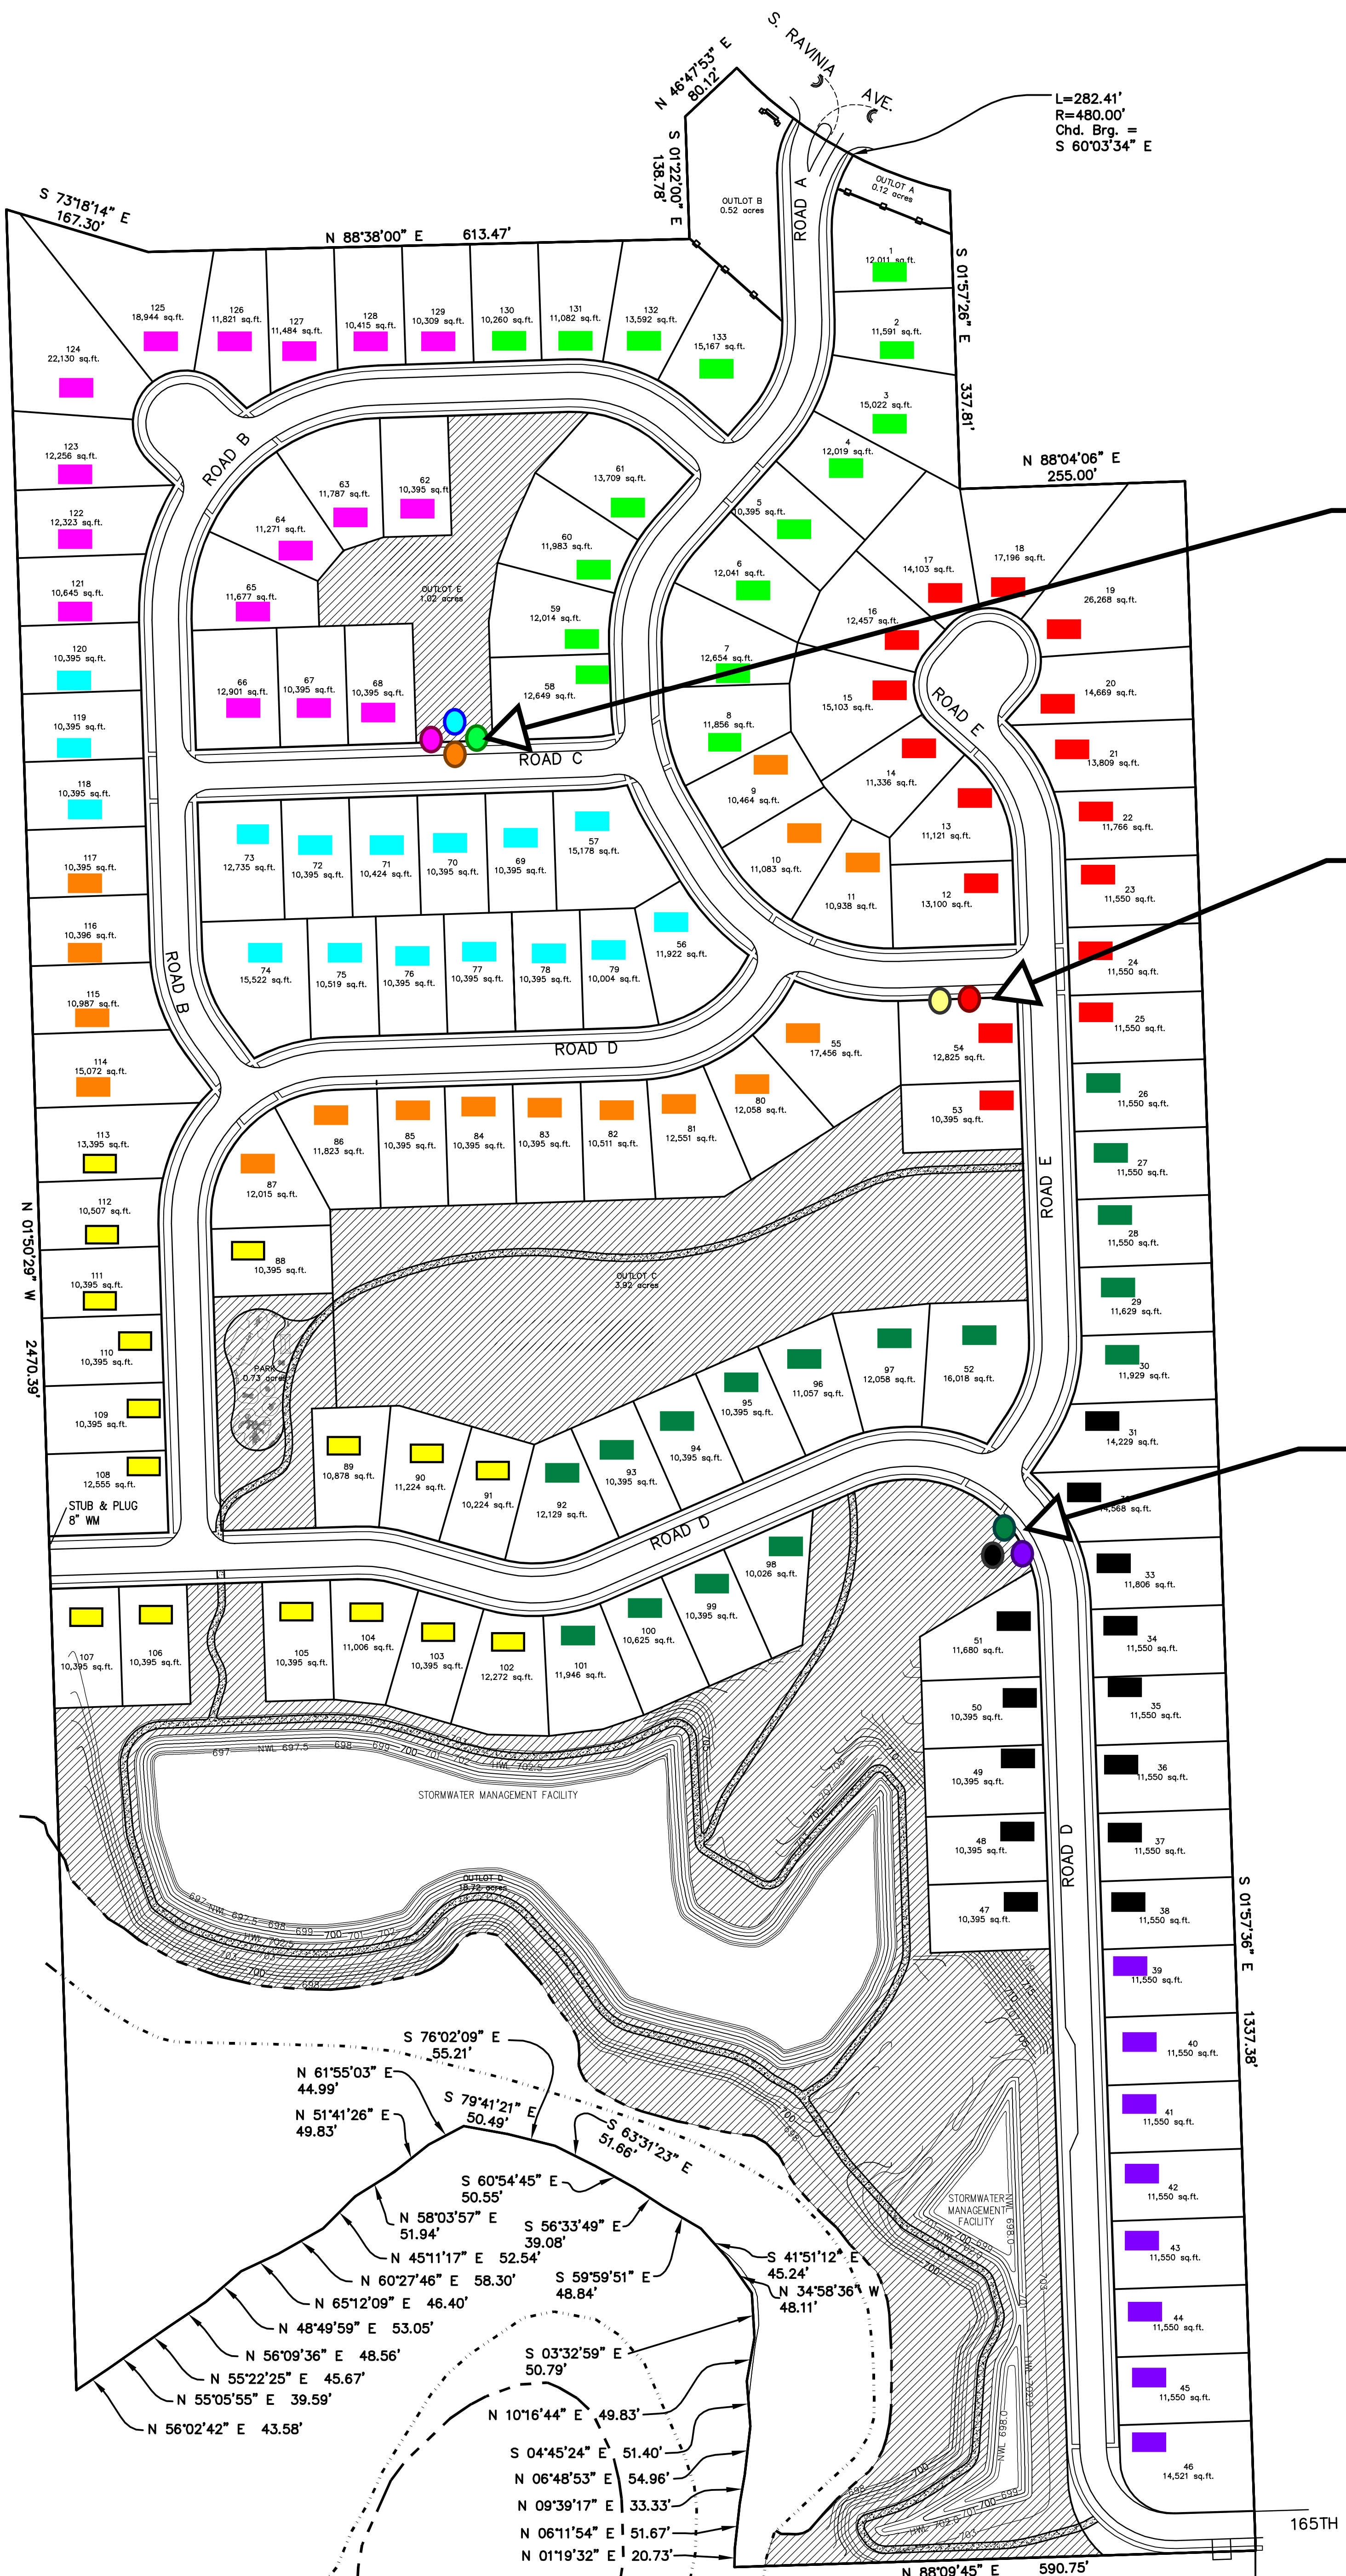 S. RAVINIA
AVE.
N 46°47'53" E
80.12'
S 01°22'00" E
138.78'
L=282.41'
R=480.00'
Chd. Brg. =
S 60°03'34" E
OUTLOT A
0.12 acres
OUTLOT B
0.52 acres
ROAD A
S 73°18'14" E
167.30'
N 88°38'00" E 613.47'
S 01°57'26" E 337.81'
N 88°04'06" E
255.00'
1
12,011 sq.ft.
2
11,591 sq.ft.
3
15,022 sq.ft.
4
12,019 sq.ft.
5
10,395 sq.ft.
6
12,041 sq.ft.
7
12,654 sq.ft.
8
11,856 sq.ft.
9
10,464 sq.ft.
10
11,083 sq.ft.
11
10,938 sq.ft.
12
13,100 sq.ft.
13
11,121 sq.ft.
14
11,336 sq.ft.
15
15,103 sq.ft.
16
12,457 sq.ft.
17
14,103 sq.ft.
18
17,196 sq.ft.
19
26,268 sq.ft.
20
14,669 sq.ft.
21
13,809 sq.ft.
22
11,766 sq.ft.
23
11,550 sq.ft.
24
11,550 sq.ft.
25
11,550 sq.ft.
26
11,550 sq.ft.
27
11,550 sq.ft.
28
11,550 sq.ft.
29
11,629 sq.ft.
30
11,929 sq.ft.
31
14,229 sq.ft.
33
11,806 sq.ft.
34
11,550 sq.ft.
35
11,550 sq.ft.
36
11,550 sq.ft.
37
11,550 sq.ft.
38
11,550 sq.ft.
39
11,550 sq.ft.
40
11,550 sq.ft.
41
11,550 sq.ft.
42
11,550 sq.ft.
43
11,550 sq.ft.
44
11,550 sq.ft.
45
11,550 sq.ft.
46
14,521 sq.ft.
47
10,395 sq.ft.
48
10,395 sq.ft.
49
10,395 sq.ft.
50
10,395 sq.ft.
51
11,680 sq.ft.
52
16,018 sq.ft.
53
10,395 sq.ft.
54
12,825 sq.ft.
55
17,456 sq.ft.
56
11,922 sq.ft.
57
15,178 sq.ft.
58
12,649 sq.ft.
59
12,014 sq.ft.
60
11,983 sq.ft.
61
13,709 sq.ft.
62
10,395 sq.ft.
63
11,787 sq.ft.
64
11,271 sq.ft.
65
11,677 sq.ft.
66
12,901 sq.ft.
67
10,395 sq.ft.
68
10,395 sq.ft.
69
10,395 sq.ft.
70
10,395 sq.ft.
71
10,424 sq.ft.
72
10,395 sq.ft.
73
12,735 sq.ft.
74
15,522 sq.ft.
75
10,519 sq.ft.
76
10,395 sq.ft.
77
10,395 sq.ft.
78
10,395 sq.ft.
79
10,004 sq.ft.
80
12,058 sq.ft.
81
12,551 sq.ft.
82
10,511 sq.ft.
83
10,395 sq.ft.
84
10,395 sq.ft.
85
10,395 sq.ft.
86
11,823 sq.ft.
87
12,015 sq.ft.
88
10,395 sq.ft.
89
10,878 sq.ft.
90
11,224 sq.ft.
91
10,224 sq.ft.
92
12,129 sq.ft.
93
10,395 sq.ft.
94
10,395 sq.ft.
95
10,395 sq.ft.
96
11,057 sq.ft.
97
12,058 sq.ft.
98
10,026 sq.ft.
99
10,395 sq.ft.
100
10,625 sq.ft.
101
11,946 sq.ft.
102
12,272 sq.ft.
103
10,395 sq.ft.
104
11,006 sq.ft.
105
10,395 sq.ft.
106
10,395 sq.ft.
107
10,395 sq.ft.
108
12,555 sq.ft.
109
10,395 sq.ft.
110
10,395 sq.ft.
111
10,395 sq.ft.
112
10,507 sq.ft.
113
13,395 sq.ft.
114
15,072 sq.ft.
115
10,987 sq.ft.
116
10,396 sq.ft.
117
10,395 sq.ft.
118
10,395 sq.ft.
119
10,395 sq.ft.
120
10,395 sq.ft.
121
10,645 sq.ft.
122
12,323 sq.ft.
123
12,256 sq.ft.
124
22,130 sq.ft.
125
18,944 sq.ft.
126
11,821 sq.ft.
127
11,484 sq.ft.
128
10,415 sq.ft.
129
10,309 sq.ft.
130
10,260 sq.ft.
131
11,082 sq.ft.
132
13,592 sq.ft.
133
15,167 sq.ft.
ROAD B
OUTLOT E
1.02 acres
ROAD E
ROAD C
ROAD B
ROAD D
ROAD E
OUTLOT C
3.92 acres
PARK
0.73 acres
N 01°50'29" W 2470.39'
STUB & PLUG
8" WM
ROAD D
ROAD D
697 NWL 697.5 698 699 700 701 702
HWL 702.5
STORMWATER MANAGEMENT FACILITY
OUTLOT D
18.72 acres
697 NWL 697.5 698 699 700 701 702
HWL 702.5
703
700
698
S 01°57'36" E 1337.38'
STORMWATER
MANAGEMENT
FACILITY
NWL 698.0
HWL 702.0
NWL 698.0
HWL 702.0 701 700 699
703
S 76°02'09" E
55.21'
N 61°55'03" E
44.99'
S 79°41'21" E
50.49'
N 51°41'26" E
49.83'
S 63°31'23" E
51.66'
S 60°54'45" E
50.55'
N 58°03'57" E
51.94'
S 56°33'49" E
39.08'
N 45°11'17" E 52.54'
S 41°51'12" E
45.24'
N 60°27'46" E 58.30'
S 59°59'51" E
48.84'
N 34°58'36" W
48.11'
N 65°12'09" E 46.40'
N 48°49'59" E 53.05'
N 56°09'36" E 48.56'
S 03°32'59" E
50.79'
N 55°22'25" E 45.67'
N 55°05'55" E 39.59'
N 10°16'44" E 49.83'
N 56°02'42" E 43.58'
S 04°45'24" E 51.40'
N 06°48'53" E 54.96'
N 09°39'17" E 33.33'
N 06°11'54" E 51.67'
N 01°19'32" E 20.73'
165TH
N 88°09'45" E 590.75'